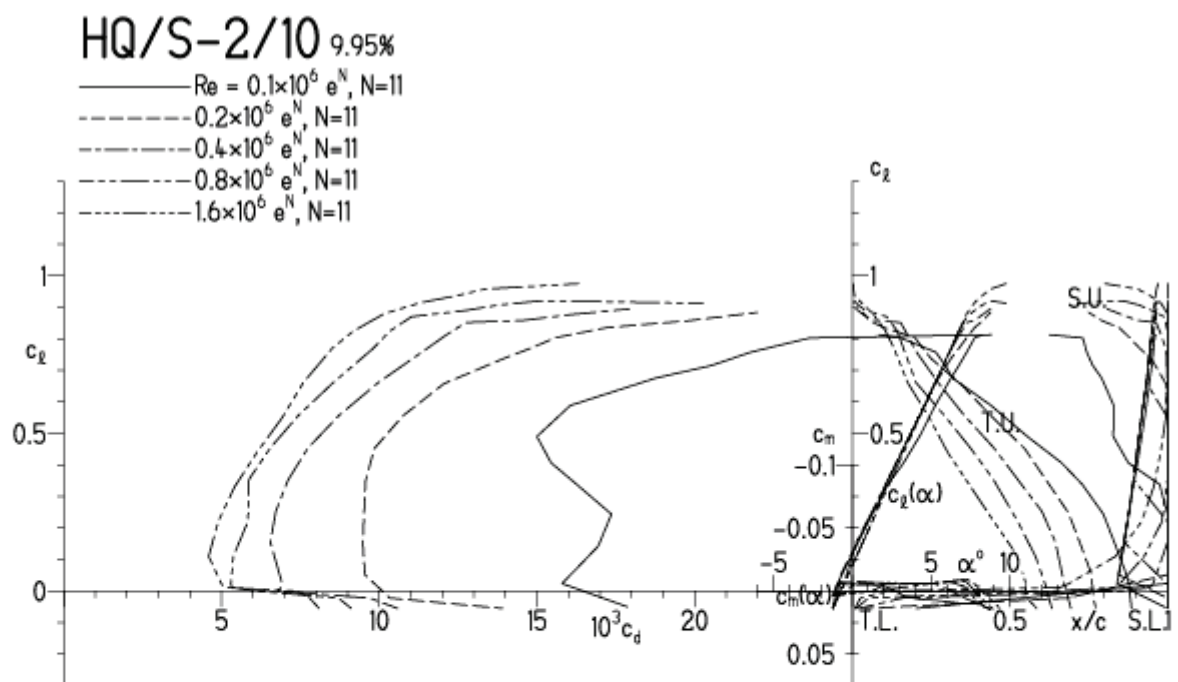 HQ/S-2/10 9.95%
Re = 0.1×10⁶ eᴺ, N=11
0.2×10⁶ eᴺ, N=11
0.4×10⁶ eᴺ, N=11
0.8×10⁶ eᴺ, N=11
1.6×10⁶ eᴺ, N=11
cℓ
1 1
S.U.
cℓ
0.5 cm 0.5 T.U.
-0.1
cℓ(α)
-0.05
-5 5 α° 10
0 cm(α)
5 10 15 10⁻³cd 20 T.L. 0.5 x/c S.L. 1
0.05